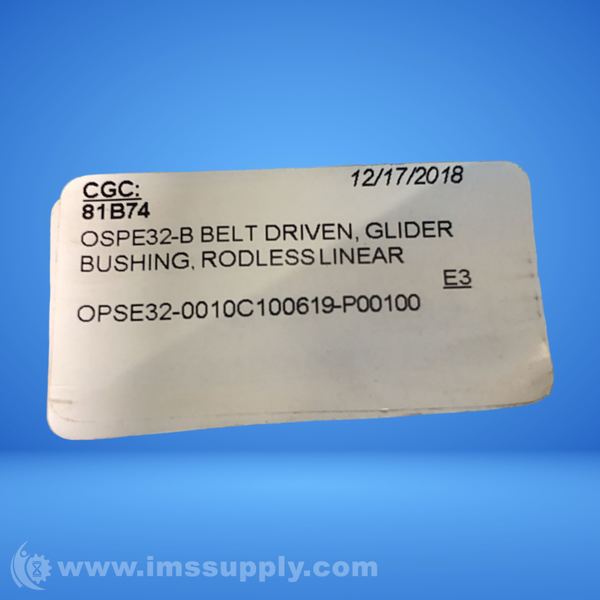 CGC: 12/17/2018
81B74
OSPE32-B BELT DRIVEN, GLIDER
BUSHING, RODLESS LINEAR
E3
OPSE32-0010C100619-P00100
www.imssupply.com